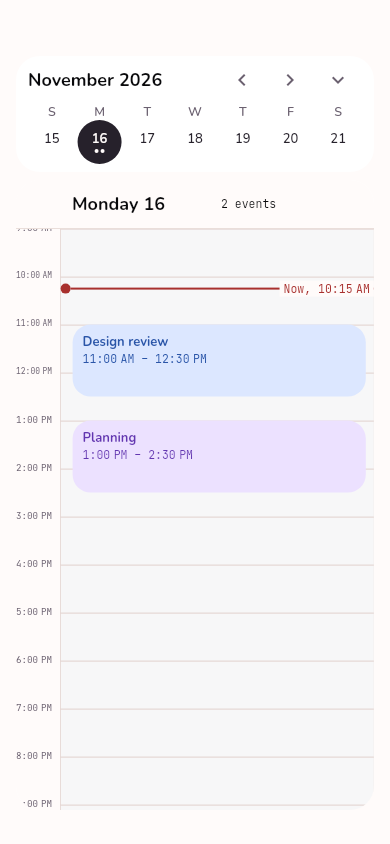 November 2026
S M T W T F S
15 16 17 18 19 20 21
Monday 16 2 events
10:00 AM
Now, 10:15 AM
11:00 AM
Design review
11:00 AM – 12:30 PM
12:00 PM
1:00 PM
Planning
1:00 PM – 2:30 PM
2:00 PM
3:00 PM
4:00 PM
5:00 PM
6:00 PM
7:00 PM
8:00 PM
:00 PM